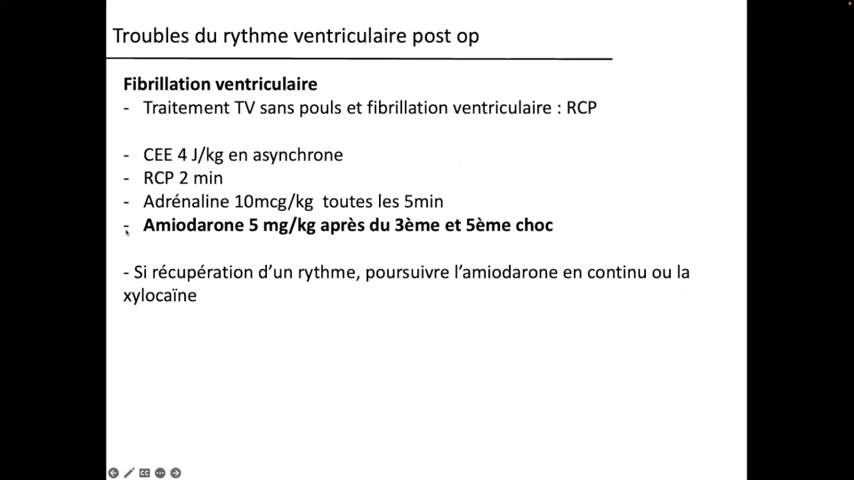 Troubles du rythme ventriculaire post op
Fibrillation ventriculaire
- Traitement TV sans pouls et fibrillation ventriculaire : RCP
- CEE 4 J/kg en asynchrone
- RCP 2 min
- Adrénaline 10mcg/kg toutes les 5min
- Amiodarone 5 mg/kg après du 3ème et 5ème choc
- Si récupération d’un rythme, poursuivre l’amiodarone en continu ou la
xylocaïne